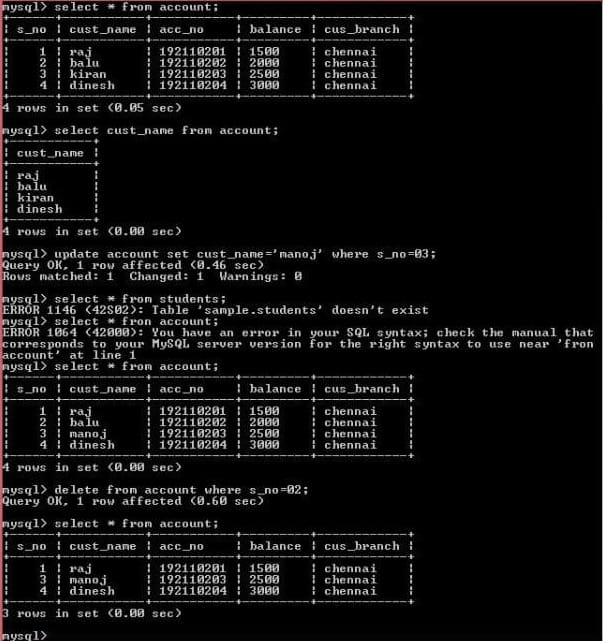 mysql> select * from account;
+------+-----------+-----------+---------+------------+
| s_no | cust_name | acc_no    | balance | cus_branch |
+------+-----------+-----------+---------+------------+
|    1 | raj       | 192110201 | 1500    | chennai    |
|    2 | balu      | 192110202 | 2000    | chennai    |
|    3 | kiran     | 192110203 | 2500    | chennai    |
|    4 | dinesh    | 192110204 | 3000    | chennai    |
+------+-----------+-----------+---------+------------+
4 rows in set (0.05 sec)
mysql> select cust_name from account;
+-----------+
| cust_name |
+-----------+
| raj       |
| balu      |
| kiran     |
| dinesh    |
+-----------+
4 rows in set (0.00 sec)
mysql> update account set cust_name='manoj' where s_no=03;
Query OK, 1 row affected (0.46 sec)
Rows matched: 1  Changed: 1  Warnings: 0
mysql> select * from students;
ERROR 1146 (42S02): Table 'sample.students' doesn't exist
mysql> select * fron account;
ERROR 1064 (42000): You have an error in your SQL syntax; check the manual that
corresponds to your MySQL server version for the right syntax to use near 'fron
account' at line 1
mysql> select * from account;
+------+-----------+-----------+---------+------------+
| s_no | cust_name | acc_no    | balance | cus_branch |
+------+-----------+-----------+---------+------------+
|    1 | raj       | 192110201 | 1500    | chennai    |
|    2 | balu      | 192110202 | 2000    | chennai    |
|    3 | manoj     | 192110203 | 2500    | chennai    |
|    4 | dinesh    | 192110204 | 3000    | chennai    |
+------+-----------+-----------+---------+------------+
4 rows in set (0.00 sec)
mysql> delete from account where s_no=02;
Query OK, 1 row affected (0.60 sec)
mysql> select * from account;
+------+-----------+-----------+---------+------------+
| s_no | cust_name | acc_no    | balance | cus_branch |
+------+-----------+-----------+---------+------------+
|    1 | raj       | 192110201 | 1500    | chennai    |
|    3 | manoj     | 192110203 | 2500    | chennai    |
|    4 | dinesh    | 192110204 | 3000    | chennai    |
+------+-----------+-----------+---------+------------+
3 rows in set (0.00 sec)
mysql>